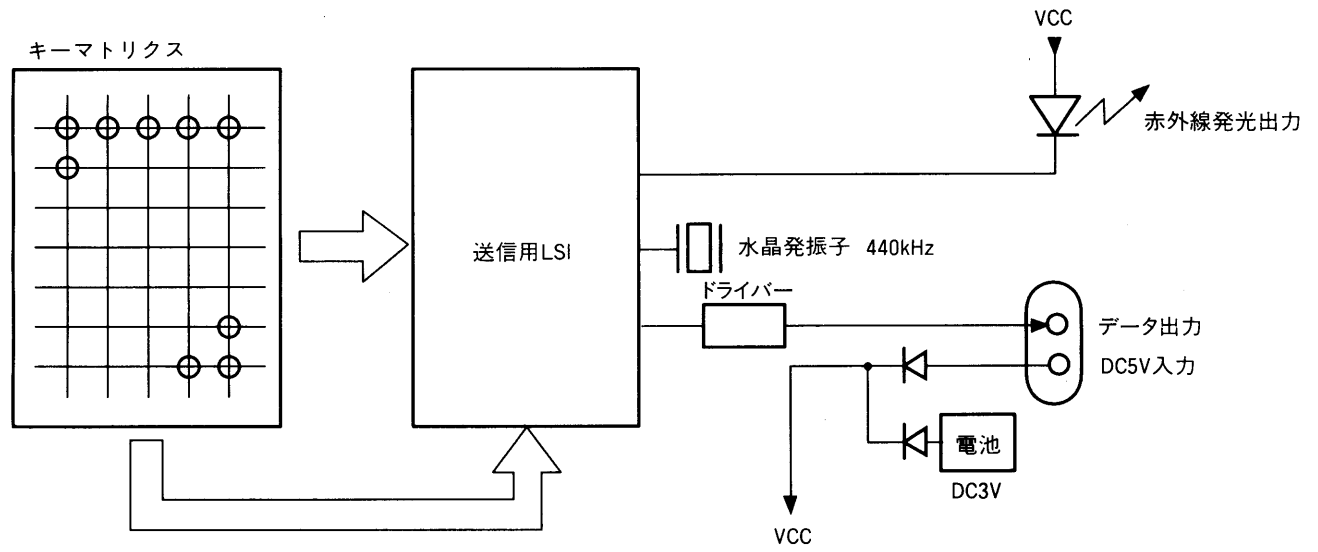 キーマトリクス
VCC
赤外線発光出力
送信用LSI
水晶発振子 440kHz
ドライバー
データ出力
DC5V入力
電池
DC3V
VCC